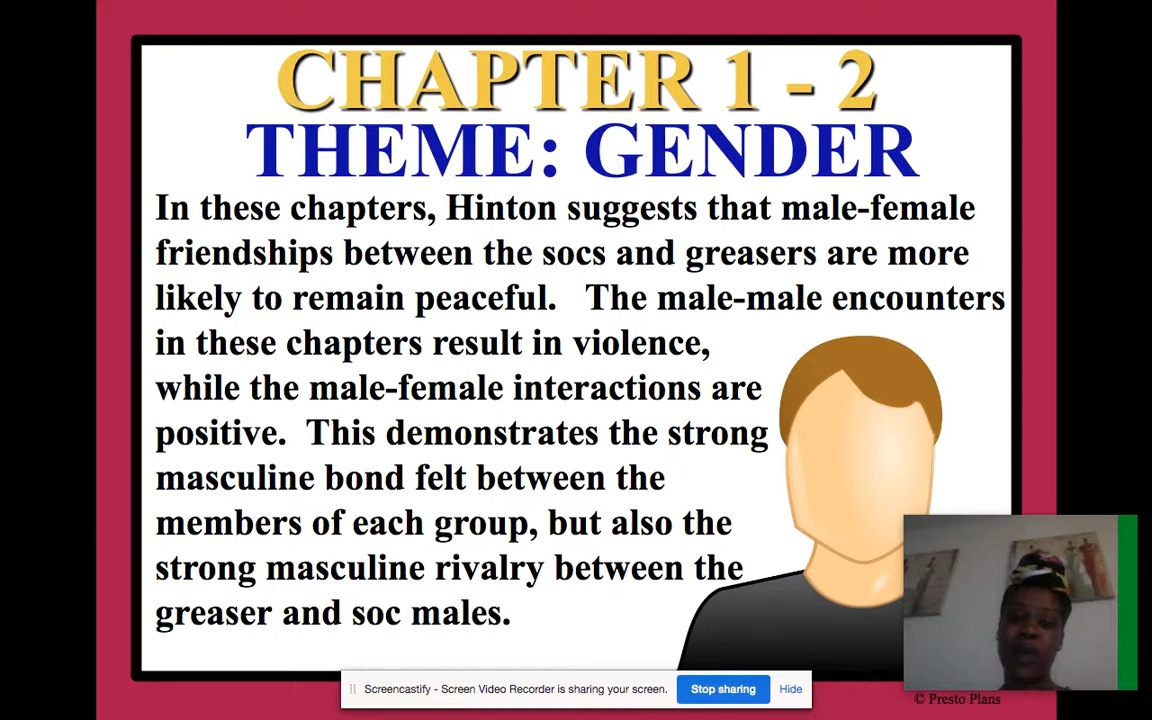 CHAPTER 1 - 2
THEME: GENDER
In these chapters, Hinton suggests that male-female
friendships between the socs and greasers are more
likely to remain peaceful. The male-male encounters
in these chapters result in violence,
while the male-female interactions are
positive. This demonstrates the strong
masculine bond felt between the
members of each group, but also the
strong masculine rivalry between the
greaser and soc males.
Screencastify - Screen Video Recorder is sharing your screen. Stop sharing Hide
© Presto Plans